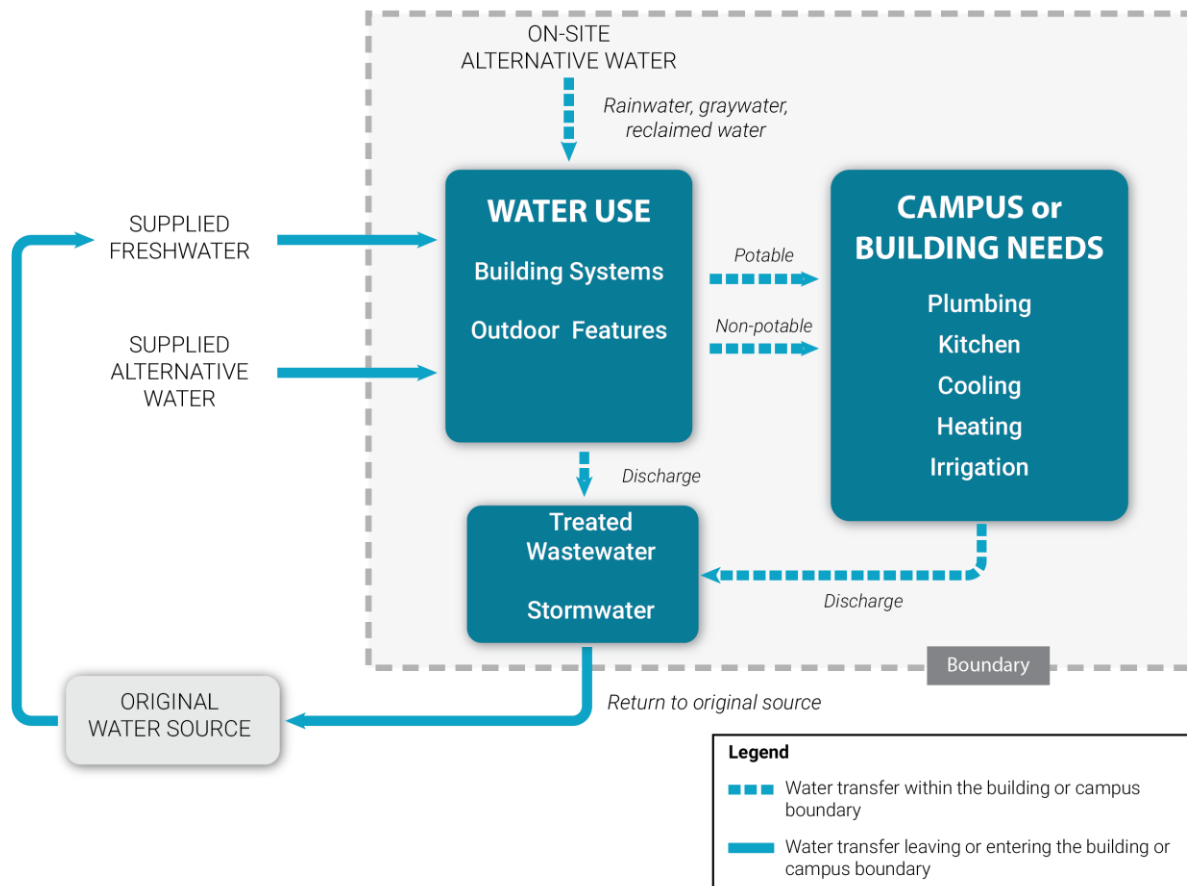 ON-SITE
ALTERNATIVE WATER
Rainwater, graywater,
reclaimed water
SUPPLIED
FRESHWATER
SUPPLIED
ALTERNATIVE
WATER
WATER USE
Building Systems
Outdoor Features
Potable
Non-potable
CAMPUS or
BUILDING NEEDS
Plumbing
Kitchen
Cooling
Heating
Irrigation
Discharge
Treated
Wastewater
Stormwater
Discharge
Boundary
ORIGINAL
WATER SOURCE
Return to original source
Legend
Water transfer within the building or campus
boundary
Water transfer leaving or entering the building or
campus boundary